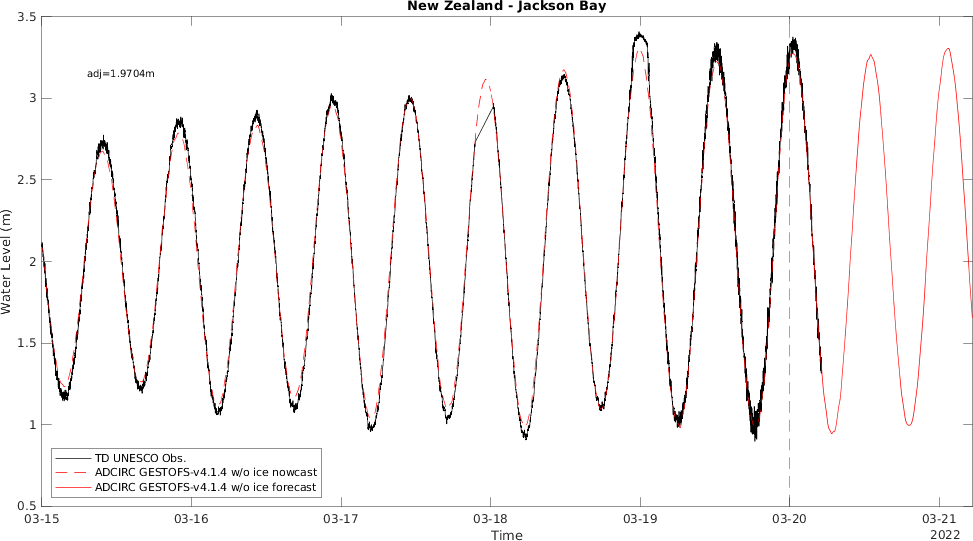 New Zealand - Jackson Bay
3.5
adj=1.9704m
3
2.5
2
1.5
1
0.5
Water Level (m)
TD UNESCO Obs.
ADCIRC GESTOFS-v4.1.4 w/o ice nowcast
ADCIRC GESTOFS-v4.1.4 w/o ice forecast
03-15 03-16 03-17 03-18 03-19 03-20 03-21
Time
2022